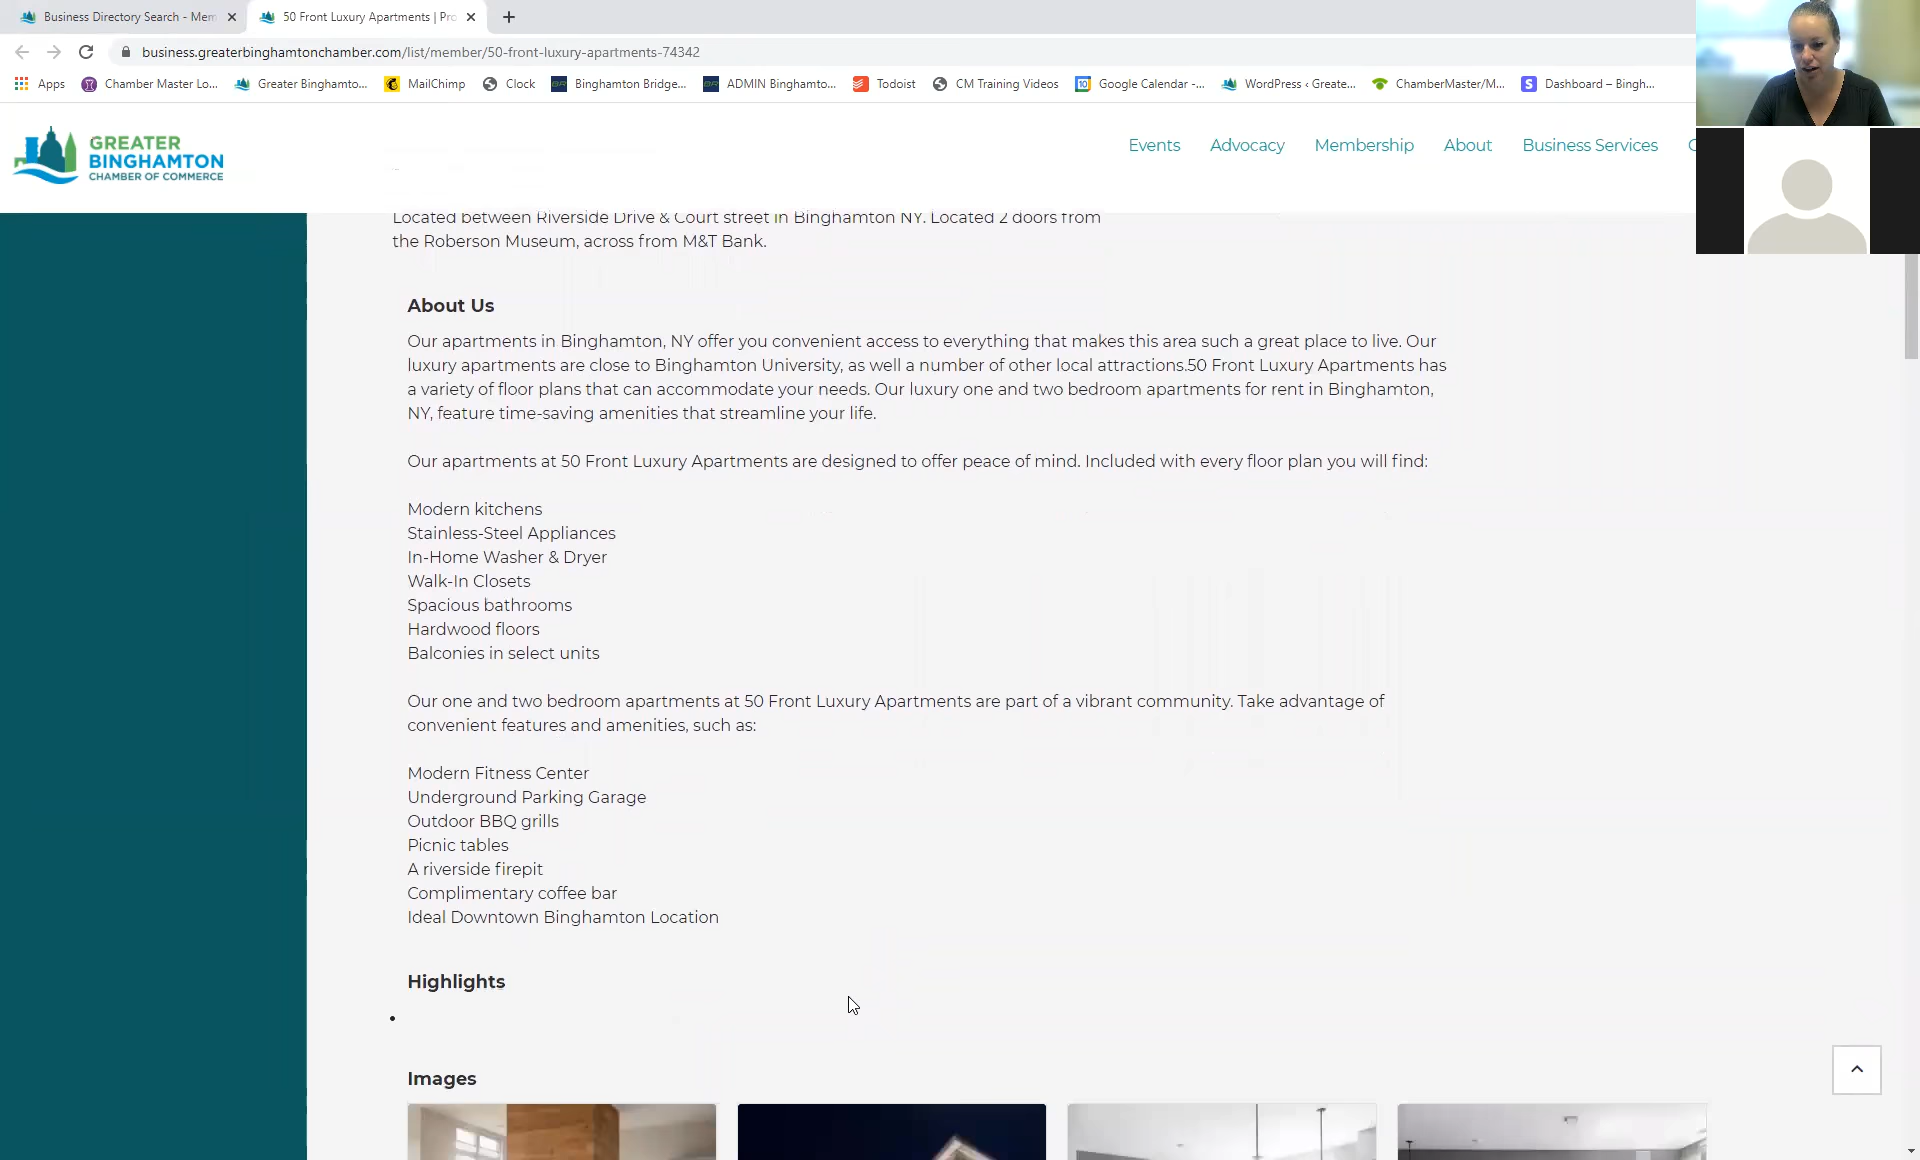 Business Directory Search - Mem
50 Front Luxury Apartments | Pro
business.greaterbinghamtonchamber.com/list/member/50-front-luxury-apartments-74342
Apps Chamber Master Lo... Greater Binghamto... MailChimp Clock Binghamton Bridge... ADMIN Binghamto... Todoist CM Training Videos Google Calendar -... WordPress ‹ Greate... ChamberMaster/M... Dashboard – Bingh...
GREATER
BINGHAMTON
CHAMBER OF COMMERCE
Events Advocacy Membership About Business Services
Located between Riverside Drive & Court street in Binghamton NY. Located 2 doors from
the Roberson Museum, across from M&T Bank.
About Us
Our apartments in Binghamton, NY offer you convenient access to everything that makes this area such a great place to live. Our
luxury apartments are close to Binghamton University, as well a number of other local attractions.50 Front Luxury Apartments has
a variety of floor plans that can accommodate your needs. Our luxury one and two bedroom apartments for rent in Binghamton,
NY, feature time-saving amenities that streamline your life.
Our apartments at 50 Front Luxury Apartments are designed to offer peace of mind. Included with every floor plan you will find:
Modern kitchens
Stainless-Steel Appliances
In-Home Washer & Dryer
Walk-In Closets
Spacious bathrooms
Hardwood floors
Balconies in select units
Our one and two bedroom apartments at 50 Front Luxury Apartments are part of a vibrant community. Take advantage of
convenient features and amenities, such as:
Modern Fitness Center
Underground Parking Garage
Outdoor BBQ grills
Picnic tables
A riverside firepit
Complimentary coffee bar
Ideal Downtown Binghamton Location
Highlights
Images